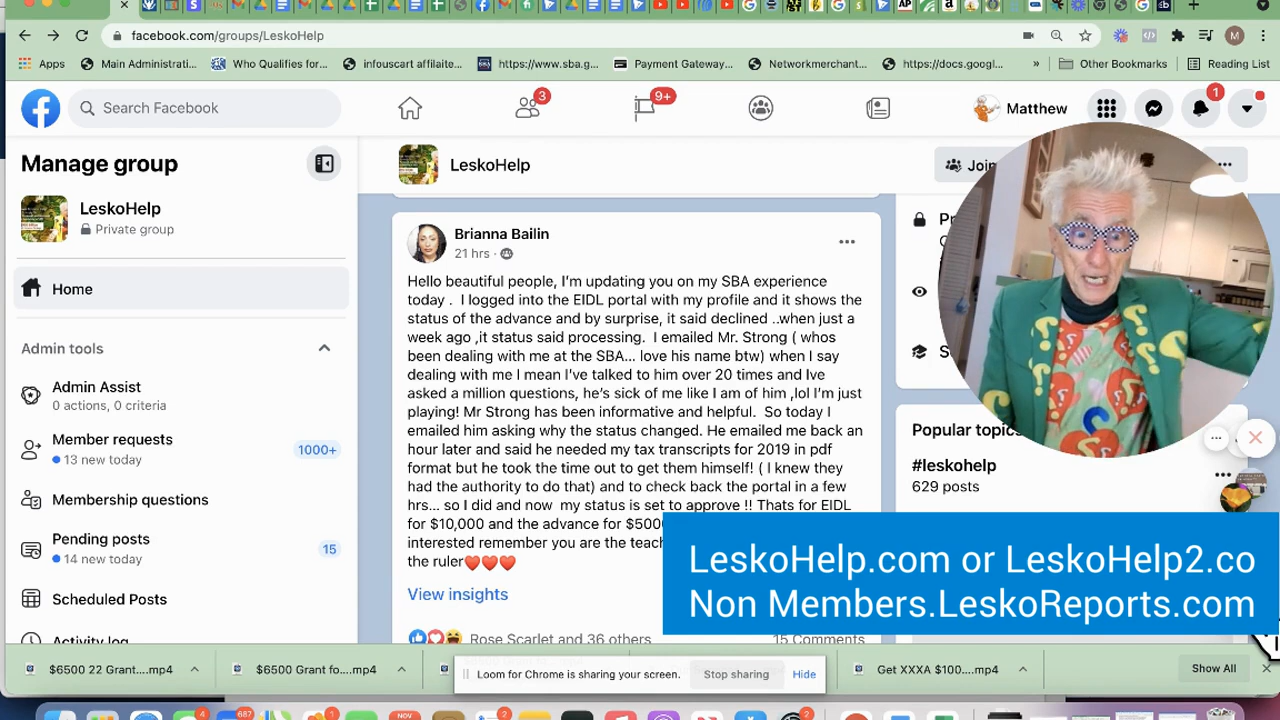 facebook.com/groups/LeskoHelp
M
Apps
Main Administrati...
Who Qualifies for...
infouscart affilaite...
https://www.sba.g...
Payment Gateway...
Networkmerchant...
https://docs.googl...
»
Other Bookmarks
Reading List
Search Facebook
3
9+
Matthew
1
Manage group
LeskoHelp
Private group
Home
Admin tools
Admin Assist
0 actions, 0 criteria
Member requests
13 new today
1000+
Membership questions
Pending posts
14 new today
15
Scheduled Posts
Activity log
LeskoHelp
Join
Brianna Bailin
21 hrs ·
Hello beautiful people, I'm updating you on my SBA experience
today . I logged into the EIDL portal with my profile and it shows the
status of the advance and by surprise, it said declined ..when just a
week ago ,it status said processing. I emailed Mr. Strong ( whos
been dealing with me at the SBA... love his name btw) when I say
dealing with me I mean I've talked to him over 20 times and Ive
asked a million questions, he's sick of me like I am of him ,lol I'm just
playing! Mr Strong has been informative and helpful. So today I
emailed him asking why the status changed. He emailed me back an
hour later and said he needed my tax transcripts for 2019 in pdf
format but he took the time out to get them himself! ( I knew they
had the authority to do that) and to check back the portal in a few
hrs... so I did and now my status is set to approve !! Thats for EIDL
for $10,000 and the advance for
interested remember you are the
the ruler
View insights
Rose Scarlet and 36 others
15 Comments
Popular topics
#leskohelp
629 posts
LeskoHelp.com or LeskoHelp2.co
Non Members.LeskoReports.com
$6500 22 Grant....mp4
$6500 Grant fo....mp4
Loom for Chrome is sharing your screen.
Stop sharing
Hide
Get XXXA $100....mp4
Show All
4
687
1
NOV
2
2